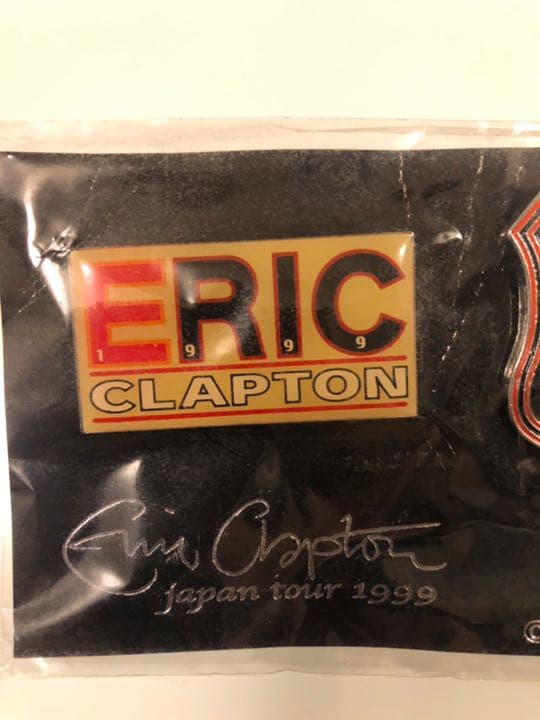 ERIC
1 9 9 9
CLAPTON
Eric Clapton
japan tour 1999
©